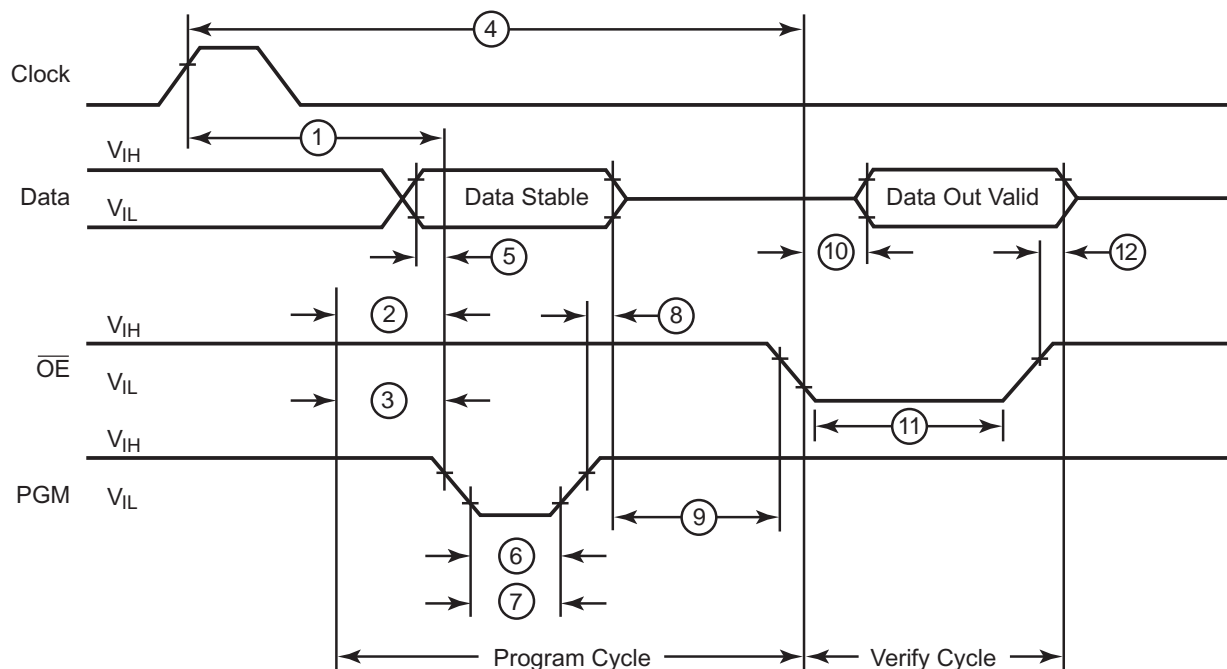 4
Clock
1
VIH
Data
Data Stable
Data Out Valid
VIL
5
10
12
2
8
VIH
OE
VIL
3
11
VIH
PGM
VIL
9
6
7
Program Cycle
Verify Cycle